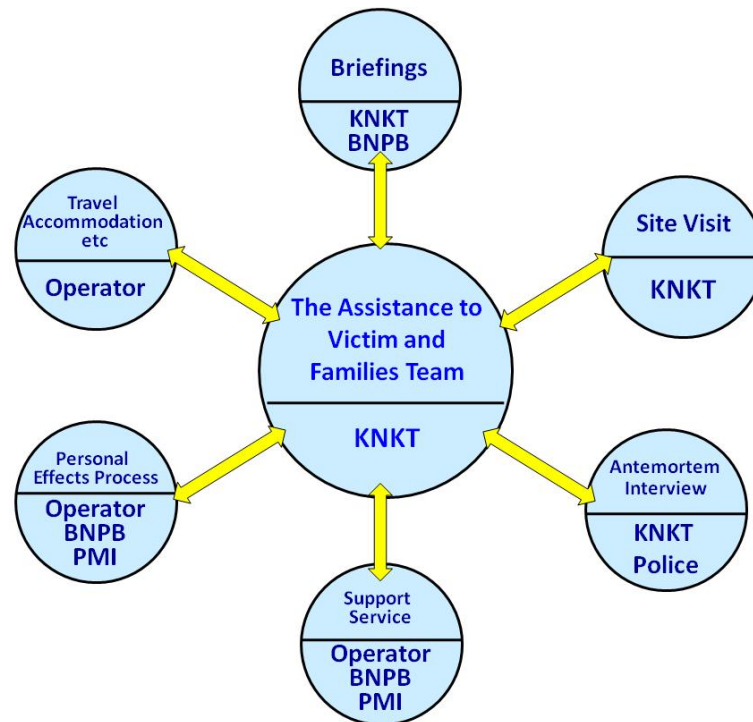 Briefings
KNKT
BNPB
Travel
Accommodation
etc
Operator
Site Visit
KNKT
The Assistance to
Victim and
Families Team
KNKT
Personal
Effects Process
Operator
BNPB
PMI
Antemortem
Interview
KNKT
Police
Support
Service
Operator
BNPB
PMI